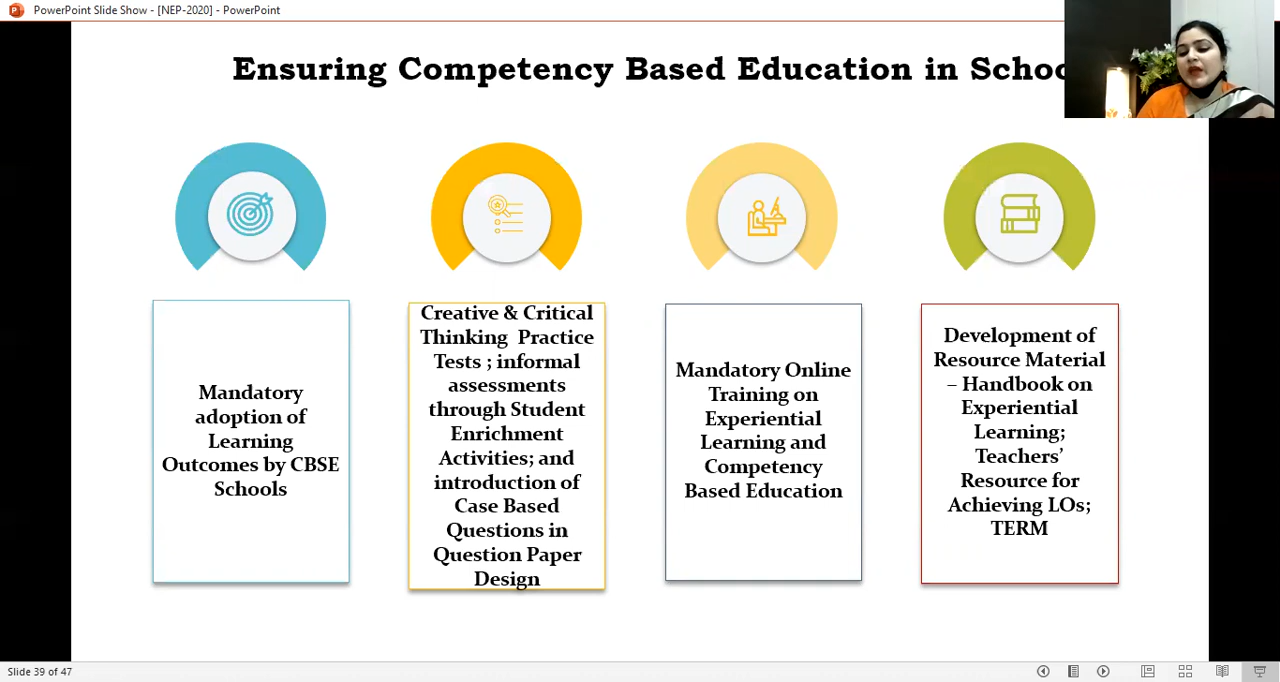 PowerPoint Slide Show - [NEP-2020] - PowerPoint
Ensuring Competency Based Education in
Mandatory
adoption of
Learning
Outcomes by CBSE
Schools
Creative & Critical
Thinking Practice
Tests ; informal
assessments
through Student
Enrichment
Activities; and
introduction of
Case Based
Questions in
Question Paper
Design
Mandatory Online
Training on
Experiential
Learning and
Competency
Based Education
Development of
Resource Material
– Handbook on
Experiential
Learning;
Teachers’
Resource for
Achieving LOs;
TERM
Slide 39 of 47